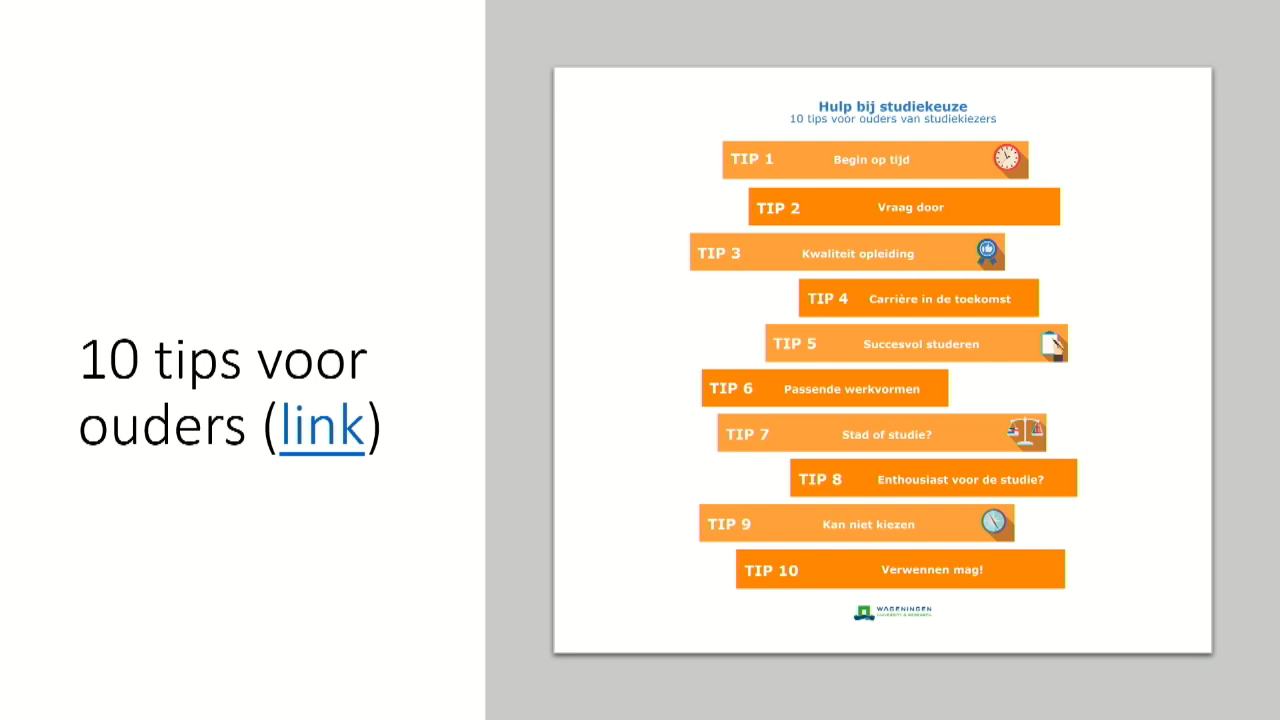 10 tips voor
ouders (link)
Hulp bij studiekeuze
10 tips voor ouders van studiekiezers
TIP 1 Begin op tijd
TIP 2 Vraag door
TIP 3 Kwaliteit opleiding
TIP 4 Carrière in de toekomst
TIP 5 Succesvol studeren
TIP 6 Passende werkvormen
TIP 7 Stad of studie?
TIP 8 Enthousiast voor de studie?
TIP 9 Kan niet kiezen
TIP 10 Verwennen mag!
WAGENINGEN
UNIVERSITY & RESEARCH